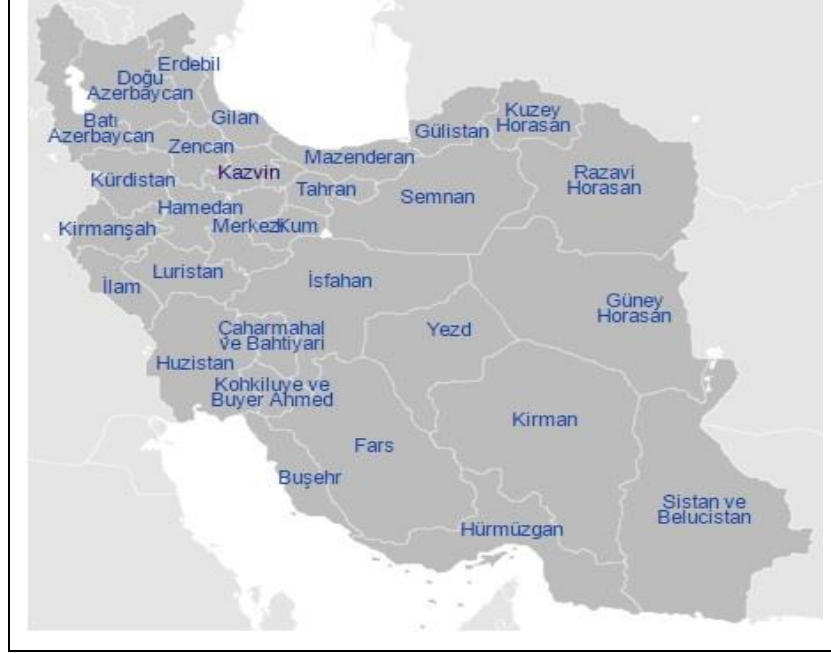 Erdebil
Doğu
Azerbaycan
Batı
Azerbaycan
Gilan
Zencan
Kazvin
Mazenderan
Gülistan
Kuzey
Horasan
Razavi
Horasan
Kürdistan
Tahran
Semnan
Hamedan
Kirmanşah
Merkezi
Kum
İlam
Luristan
İsfahan
Güney
Horasan
Çaharmahal
ve Bahtiyari
Yezd
Huzistan
Kohkiluye ve
Buyer Ahmed
Kirman
Fars
Buşehr
Sistan ve
Belucistan
Hürmüzgan